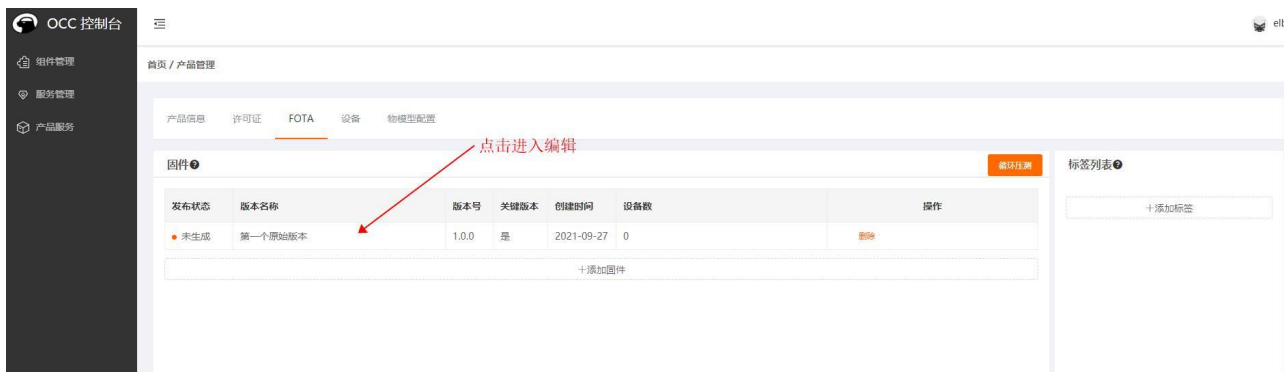 OCC 控制台
elt
组件管理
首页 / 产品管理
服务管理
产品服务
产品信息 许可证 FOTA 设备 物模型配置
点击进入编辑
固件 循环压测 标签列表
发布状态 版本名称 版本号 关键版本 创建时间 设备数 操作
未生成 第一个原始版本 1.0.0 是 2021-09-27 0 删除
+添加标签
+添加固件